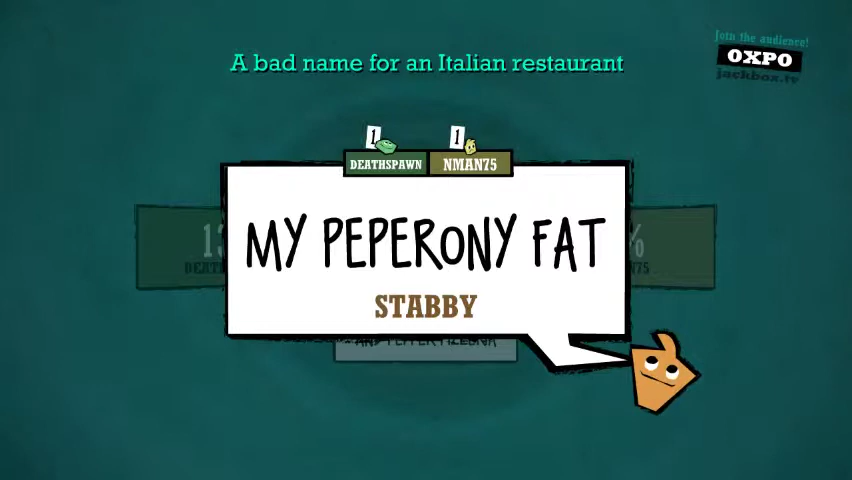 Join the audience!
A bad name for an Italian restaurant
OXPO
jackbox.tv
1
1
DEATHSPAWN
NMAN75
MY PEPERONY FAT
STABBY